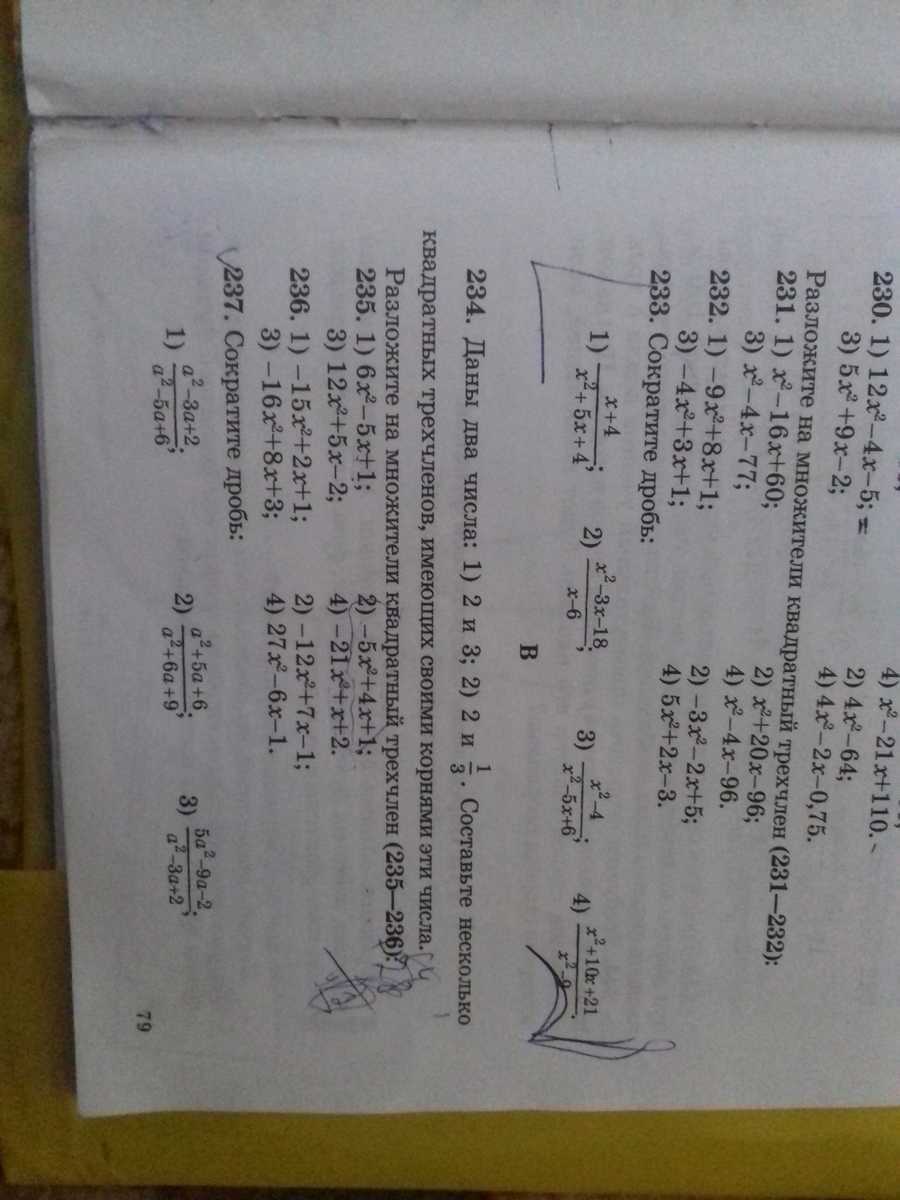 4) x²−21x+110.
230. 1) 12x²−4x−5; 2) 4x²−64;
3) 5x²+9x−2; 4) 4x²−2x−0,75.
Разложите на множители квадратный трехчлен (231—232):
231. 1) x²−16x+60; 2) x²+20x−96;
3) x²−4x−77; 4) x²−4x−96.
232. 1) −9x²+8x+1; 2) −3x²−2x+5;
3) −4x²+3x+1; 4) 5x²+2x−3.
233. Сократите дробь:
1) (x+4)/(x²+5x+4); 2) (x²−3x−18)/(x−6); 3) (x²−4)/(x²−5x+6); 4) (x²+10x+21)/(x²−9).
В
234. Даны два числа: 1) 2 и 3; 2) 2 и 1/3. Составьте несколько
квадратных трехчленов, имеющих своими корнями эти числа.
Разложите на множители квадратный трехчлен (235—236):
235. 1) 6x²−5x+1; 2) −5x²+4x+1;
3) 12x²+5x−2; 4) −21x²+x+2.
236. 1) −15x²+2x+1; 2) −12x²+7x−1;
3) −16x²+8x+3; 4) 27x²−6x−1.
237. Сократите дробь:
1) (a²−3a+2)/(a²−5a+6); 2) (a²+5a+6)/(a²+6a+9); 3) (5a²−9a−2)/(a²−3a+2);
79